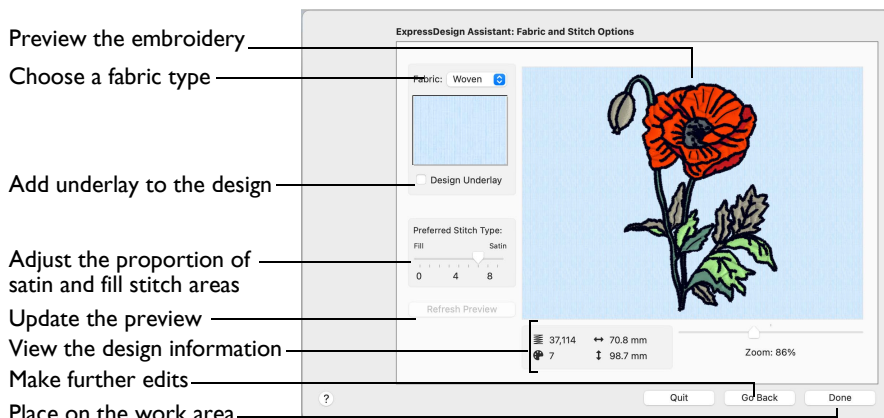 ExpressDesign Assistant: Fabric and Stitch Options
Preview the embroidery
Choose a fabric type
Fabric: Woven
Add underlay to the design
Design Underlay
Preferred Stitch Type:
Fill Satin
0 4 8
Adjust the proportion of
satin and fill stitch areas
Refresh Preview
Update the preview
View the design information
37,114 70.8 mm
7 98.7 mm
Zoom: 86%
Make further edits
? Quit Go Back Done
Place on the work area